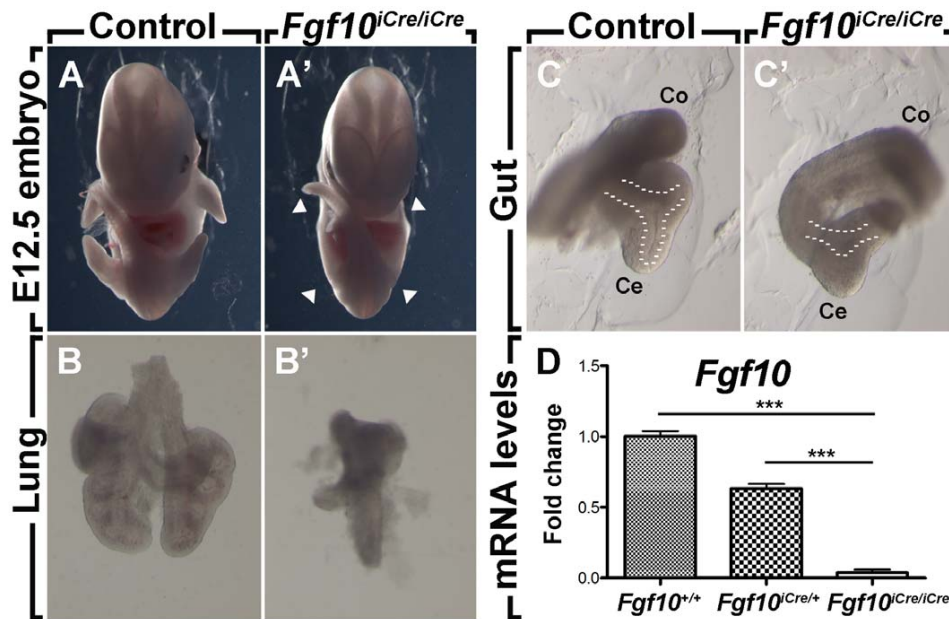 Control
Fgf10iCre/iCre
Control
Fgf10iCre/iCre
E12.5 embryo
A
A’
Gut
C
Co
Ce
C’
Co
Ce
Lung
B
B’
mRNA levels
D
Fgf10
Fold change
1.5
1.0
0.5
0.0
***
***
Fgf10+/+
Fgf10iCre/+
Fgf10iCre/iCre